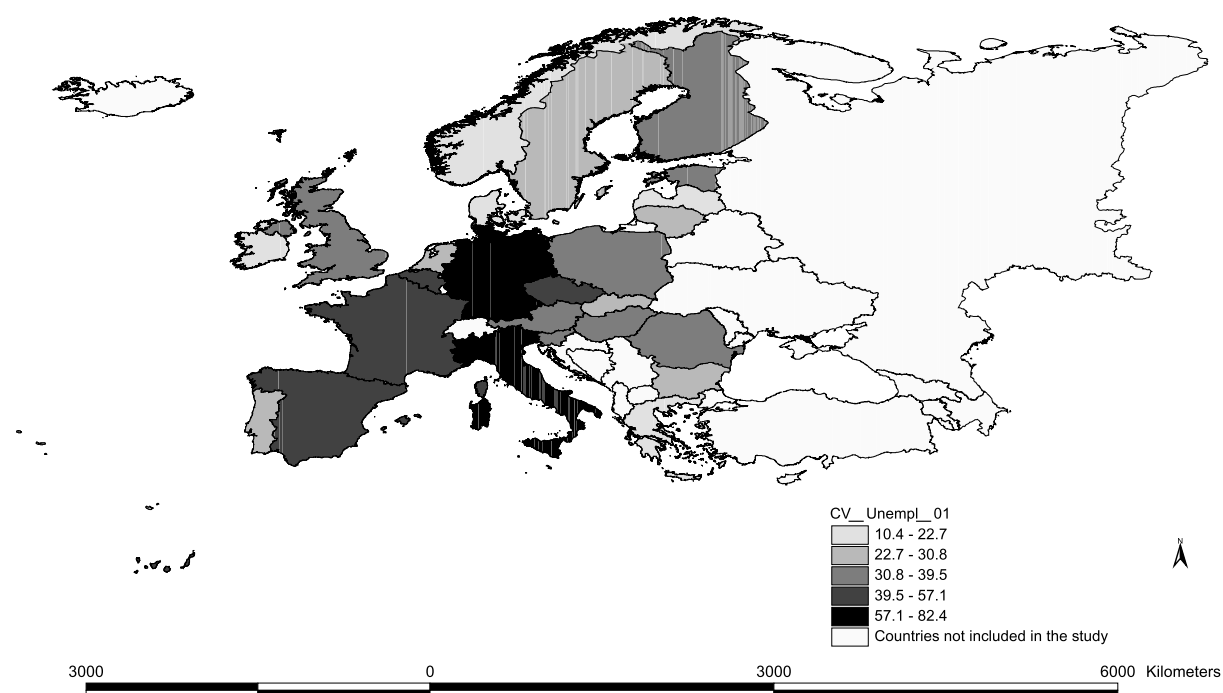 CV__Unempl__01
10.4 - 22.7
22.7 - 30.8
30.8 - 39.5
39.5 - 57.1
57.1 - 82.4
Countries not included in the study
N
3000 0 3000 6000 Kilometers